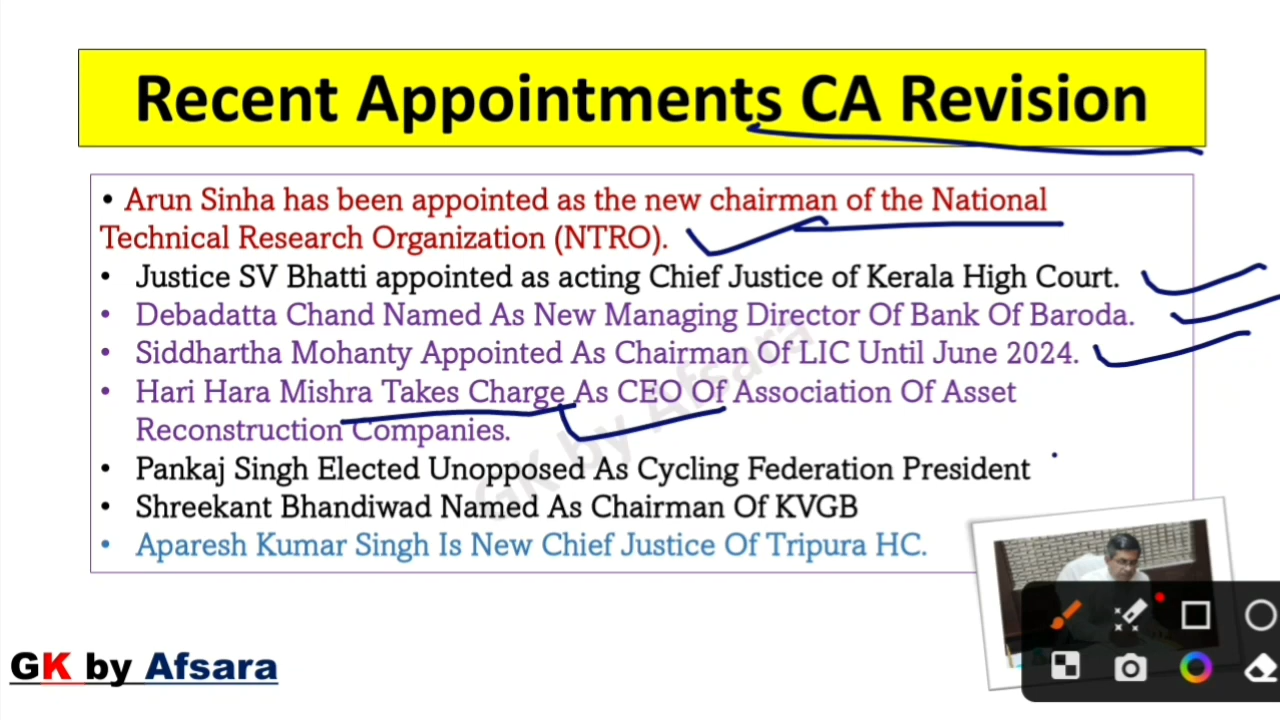 Recent Appointments CA Revision
• Arun Sinha has been appointed as the new chairman of the National
Technical Research Organization (NTRO).
• Justice SV Bhatti appointed as acting Chief Justice of Kerala High Court.
• Debadatta Chand Named As New Managing Director Of Bank Of Baroda.
• Siddhartha Mohanty Appointed As Chairman Of LIC Until June 2024.
• Hari Hara Mishra Takes Charge As CEO Of Association Of Asset
Reconstruction Companies.
• Pankaj Singh Elected Unopposed As Cycling Federation President
• Shreekant Bhandiwad Named As Chairman Of KVGB
• Aparesh Kumar Singh Is New Chief Justice Of Tripura HC.
GK by Afsara
GK by Afsara